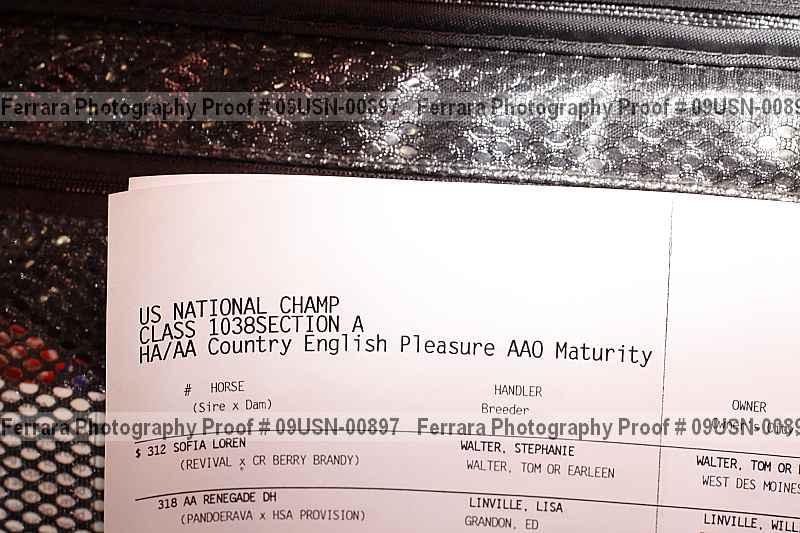 Ferrara Photography Proof # 09USN-00897 Ferrara Photography Proof # 09USN-0089
US NATIONAL CHAMP
CLASS 1038SECTION A
HA/AA Country English Pleasure AAO Maturity
# HORSE HANDLER OWNER
(Sire x Dam) Breeder
Ferrara Photography Proof # 09USN-00897 Ferrara Photography Proof # 09USN-0089
$ 312 SOFIA LOREN WALTER, STEPHANIE WALTER, TOM OR
(REVIVAL x CR BERRY BRANDY) WALTER, TOM OR EARLEEN WEST DES MOINES
318 AA RENEGADE DH LINVILLE, LISA LINVILLE, WILL
(PANDOERAVA x HSA PROVISION) GRANDON, ED